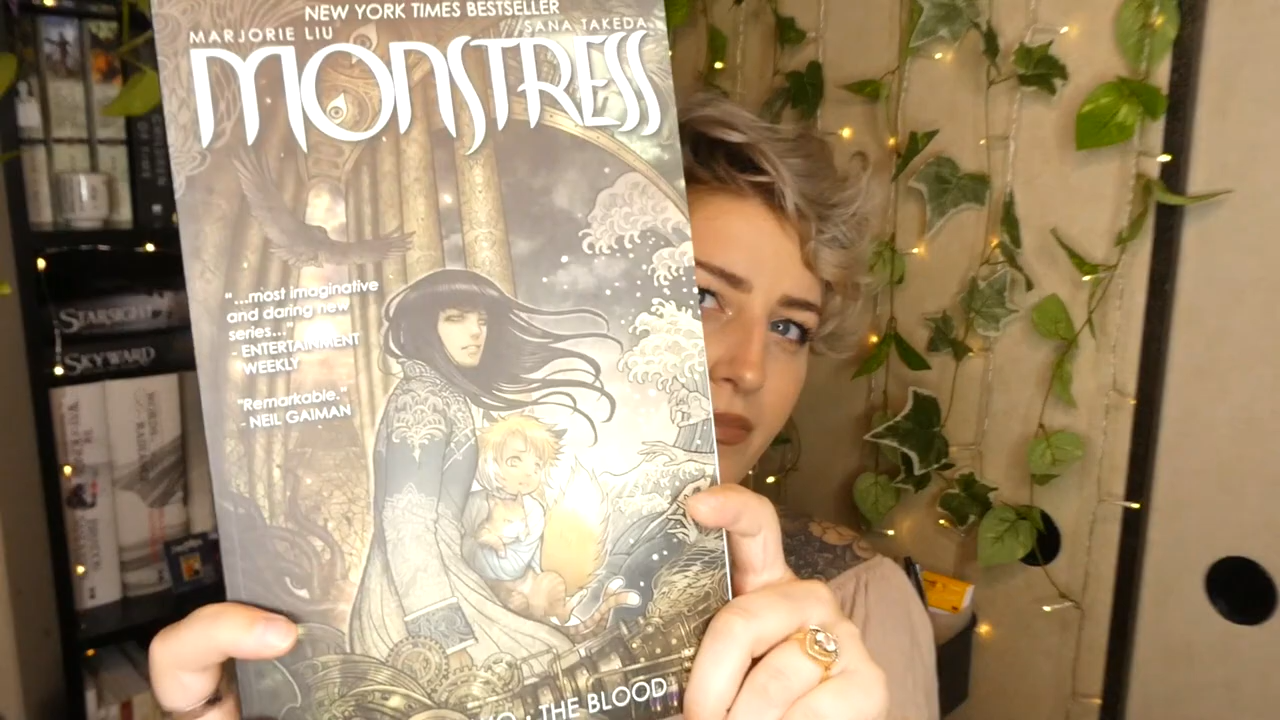 NEW YORK TIMES BESTSELLER
MARJORIE LIU
SANA TAKEDA
MONSTRESS
"...most imaginative
and daring new
series..."
- ENTERTAINMENT
WEEKLY
"Remarkable."
- NEIL GAIMAN
THE BLOOD
STARSIGHT
SKYWARD